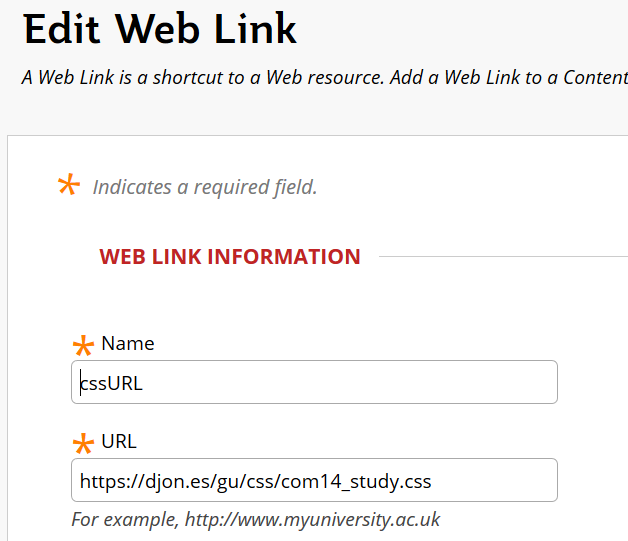 Edit Web Link
A Web Link is a shortcut to a Web resource. Add a Web Link to a Content
* Indicates a required field.
WEB LINK INFORMATION
* Name
cssURL
* URL
https://djon.es/gu/css/com14_study.css
For example, http://www.myuniversity.ac.uk